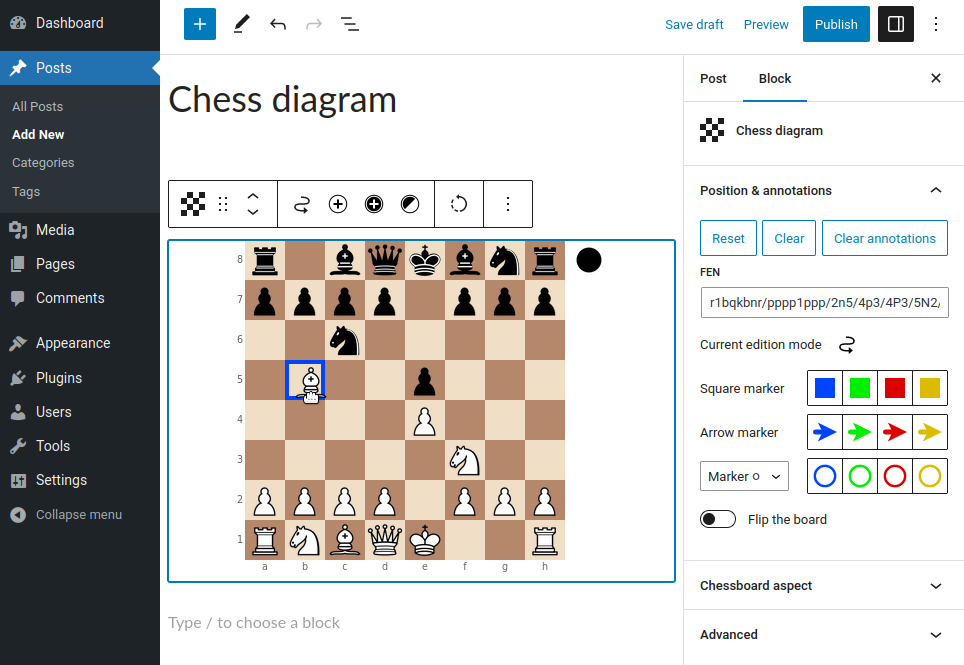 Dashboard
Posts
All Posts
Add New
Categories
Tags
Media
Pages
Comments
Appearance
Plugins
Users
Tools
Settings
Collapse menu
Save draft
Preview
Publish
Chess diagram
8
7
6
5
4
3
2
1
a b c d e f g h
Type / to choose a block
Post
Block
Chess diagram
Position & annotations
Reset
Clear
Clear annotations
FEN
r1bqkbnr/pppp1ppp/2n5/4p3/4P3/5N2/
Current edition mode
Square marker
Arrow marker
Marker o
Flip the board
Chessboard aspect
Advanced